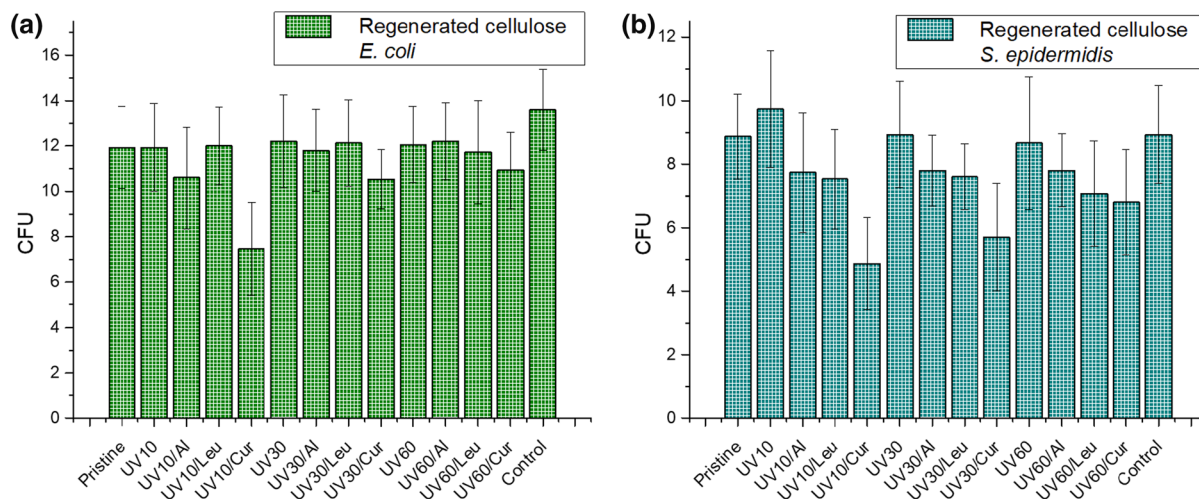 (a)
Regenerated cellulose
E. coli
CFU
16
14
12
10
8
6
4
2
0
Pristine
UV10
UV10/Al
UV10/Leu
UV10/Cur
UV30
UV30/Al
UV30/Leu
UV30/Cur
UV60
UV60/Al
UV60/Leu
UV60/Cur
Control
(b)
Regenerated cellulose
S. epidermidis
CFU
12
10
8
6
4
2
0
Pristine
UV10
UV10/Al
UV10/Leu
UV10/Cur
UV30
UV30/Al
UV30/Leu
UV30/Cur
UV60
UV60/Al
UV60/Leu
UV60/Cur
Control